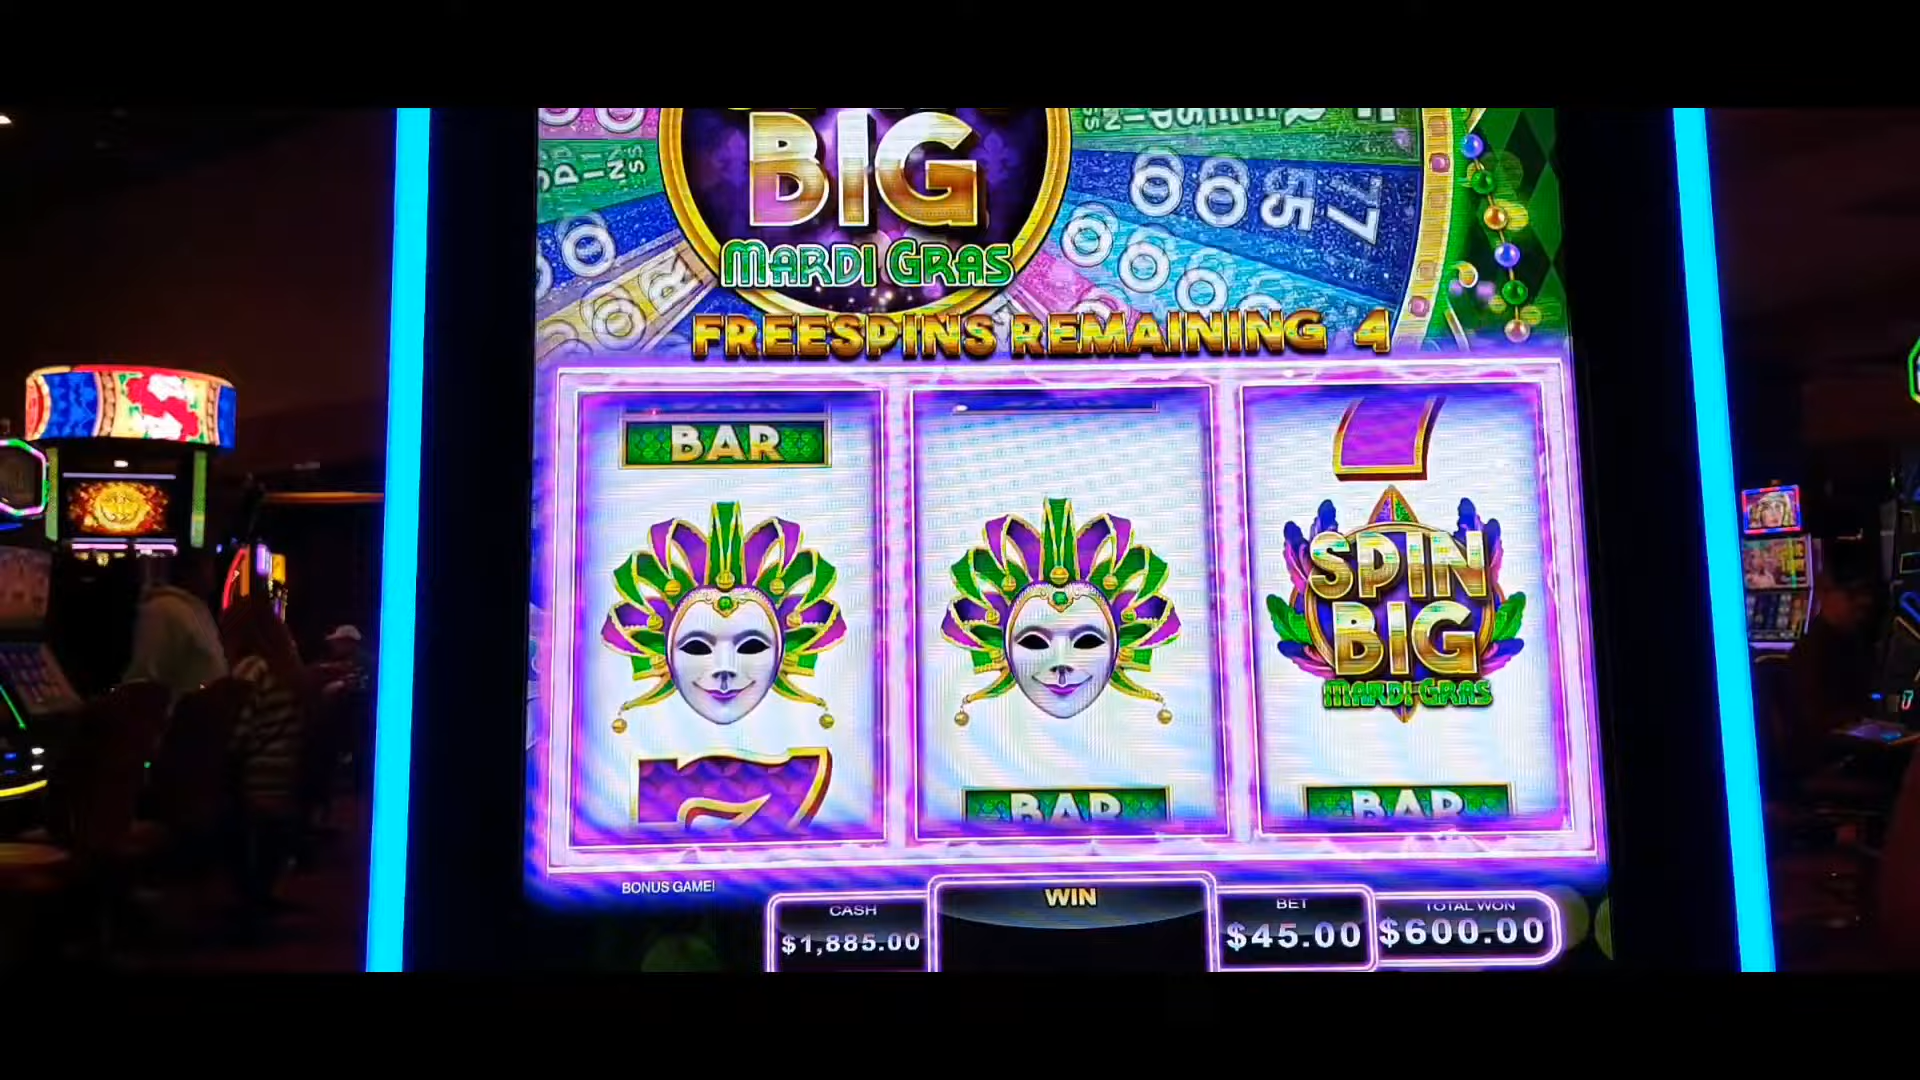 BIG
MARDI GRAS
FREESPINS REMAINING 4
BAR
SPIN
BIG
MARDI GRAS
BAR
BAR
BONUS GAME!
CASH
$1,885.00
WIN
BET
$45.00
TOTAL WON
$600.00